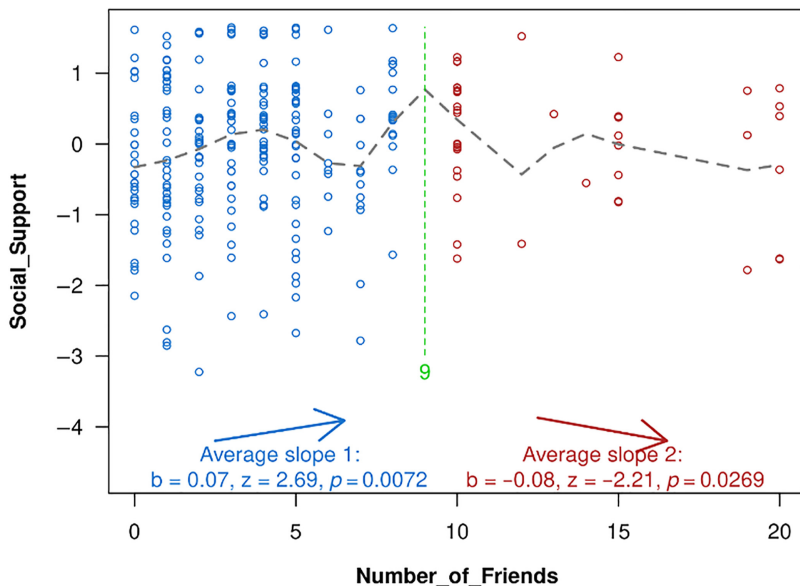 Social_Support
1
0
−1
−2
−3
−4
9
Average slope 1:
b = 0.07, z = 2.69, p = 0.0072
Average slope 2:
b = −0.08, z = −2.21, p = 0.0269
0 5 10 15 20
Number_of_Friends